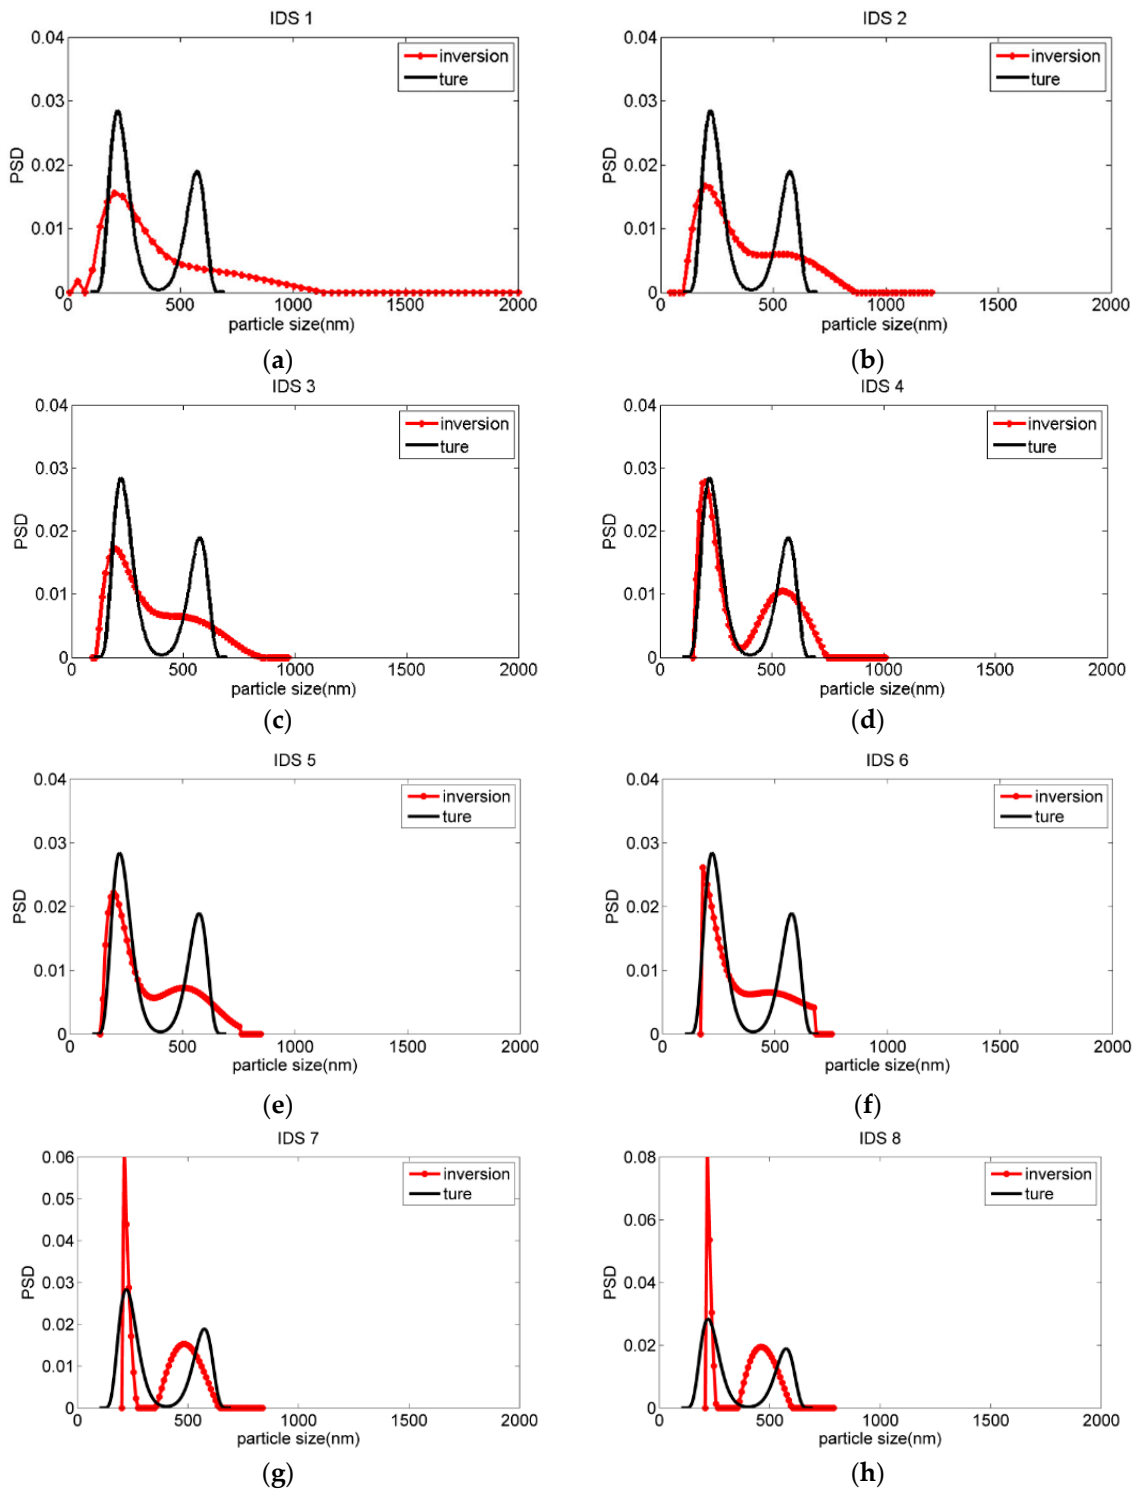 IDS 1
0.04
0.03
0.02
0.01
0
PSD
inversion
ture
0 500 1000 1500 2000
particle size(nm)
(a)
IDS 2
0.04
0.03
0.02
0.01
0
PSD
inversion
ture
0 500 1000 1500 2000
particle size(nm)
(b)
IDS 3
0.04
0.03
0.02
0.01
0
PSD
inversion
ture
0 500 1000 1500 2000
particle size(nm)
(c)
IDS 4
0.04
0.03
0.02
0.01
0
PSD
inversion
ture
0 500 1000 1500 2000
particle size(nm)
(d)
IDS 5
0.04
0.03
0.02
0.01
0
PSD
inversion
ture
0 500 1000 1500 2000
particle size(nm)
(e)
IDS 6
0.04
0.03
0.02
0.01
0
PSD
inversion
ture
0 500 1000 1500 2000
particle size(nm)
(f)
IDS 7
0.06
0.05
0.04
0.03
0.02
0.01
0
PSD
inversion
ture
0 500 1000 1500 2000
particle size(nm)
(g)
IDS 8
0.08
0.06
0.04
0.02
0
PSD
inversion
ture
0 500 1000 1500 2000
particle size(nm)
(h)